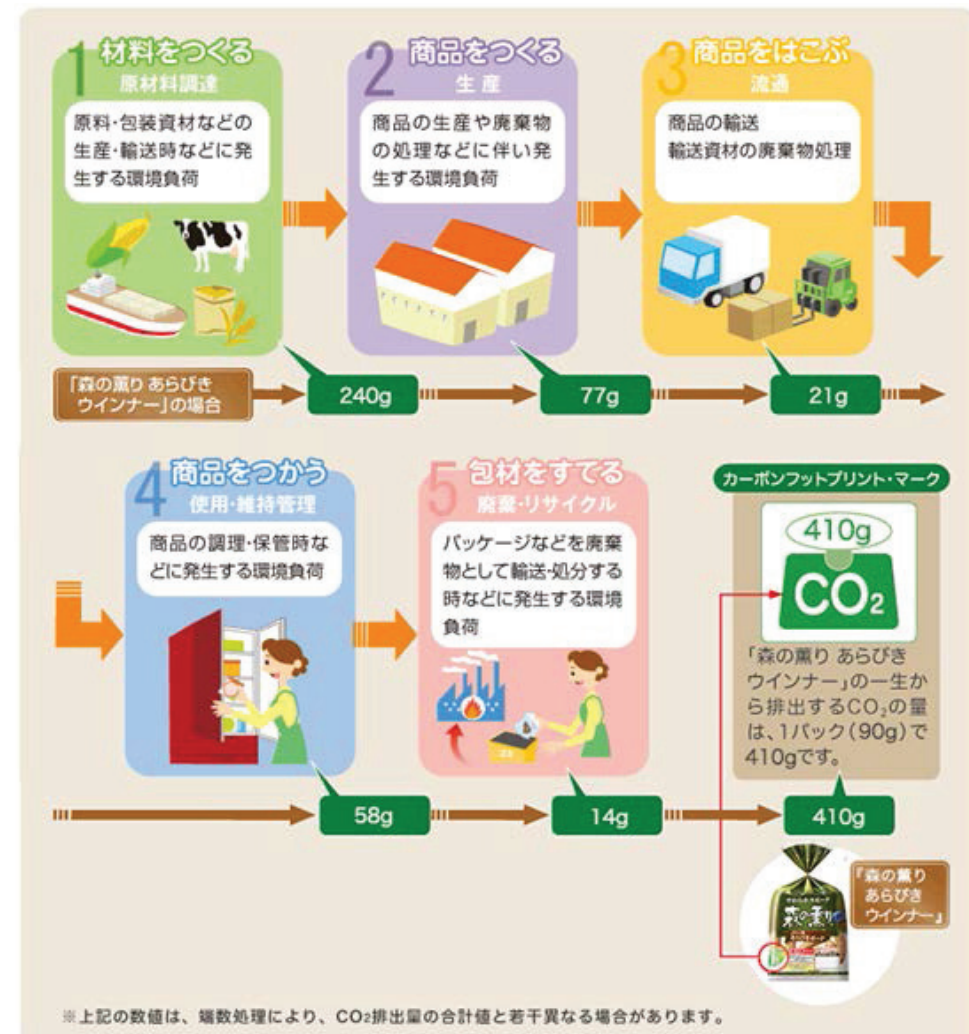 1 材料をつくる
原材料調達
原料・包装資材などの
生産・輸送時などに発
生する環境負荷
2 商品をつくる
生産
商品の生産や廃棄物
の処理などに伴い発
生する環境負荷
3 商品をはこぶ
流通
商品の輸送
輸送資材の廃棄物処理
「森の薫り あらびき
ウインナー」の場合
240g
77g
21g
4 商品をつかう
使用・維持管理
商品の調理・保管時な
どに発生する環境負荷
5 包材をすてる
廃棄・リサイクル
パッケージなどを廃棄
物として輸送・処分する
時などに発生する環境
負荷
カーボンフットプリント・マーク
410g
CO₂
「森の薫り あらびき
ウインナー」の一生か
ら排出するCO₂の量
は、1パック(90g)で
410gです。
58g
14g
410g
森の薫り
『森の薫り
あらびき
ウインナー』
※上記の数値は、端数処理により、CO₂排出量の合計値と若干異なる場合があります。